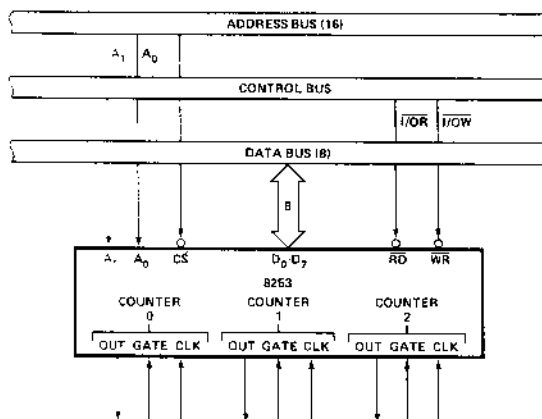 ADDRESS BUS (16)
A1 A0
CONTROL BUS
I/OR I/OW
DATA BUS (8)
8
A1 A0 CS D0-D7 RD WR
8253
COUNTER COUNTER COUNTER
0 1 2
OUT GATE CLK OUT GATE CLK OUT GATE CLK